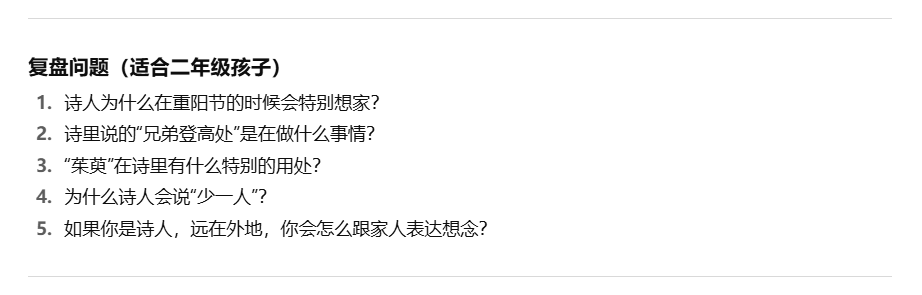 复盘问题（适合二年级孩子）
1. 诗人为什么在重阳节的时候会特别想家？
2. 诗里说的“兄弟登高处”是在做什么事情？
3. “茱萸”在诗里有什么特别的用处？
4. 为什么诗人会说“少一人”？
5. 如果你是诗人，远在外地，你会怎么跟家人表达想念？